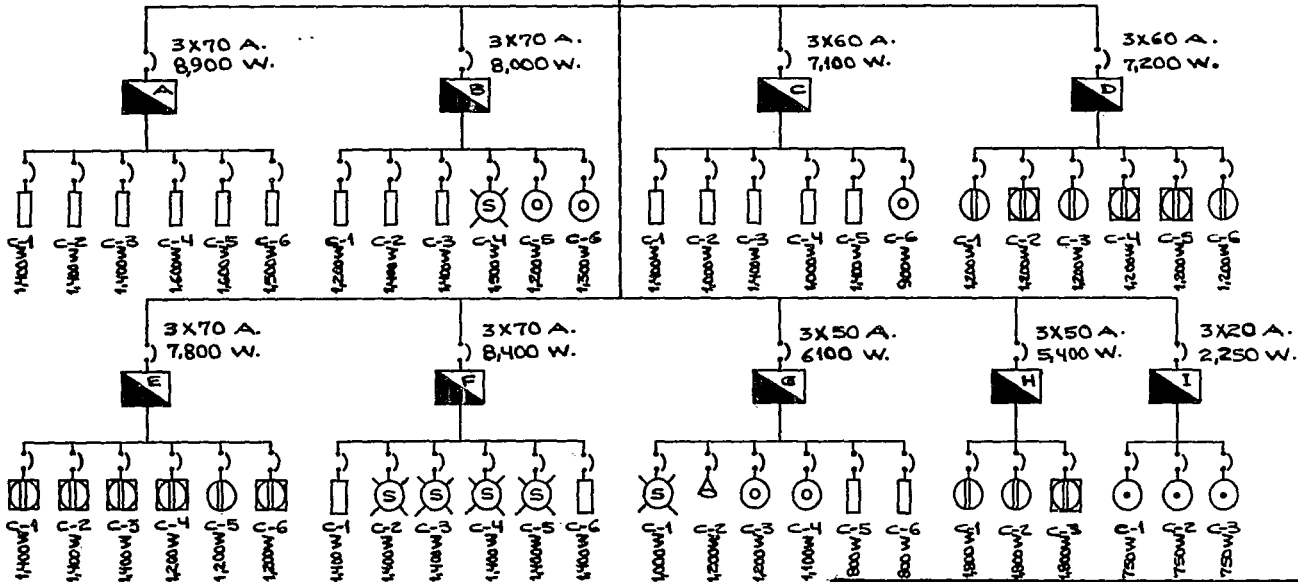 3X70 A.
8,900 W.
A
C-1 C-2 C-3 C-4 C-5 C-6
1,400W. 1,400W. 1,400W. 1,600W. 1,600W. 1,500W.
3X70 A.
8,000 W.
B
C-1 C-2 C-3 C-4 C-5 C-6
S
1,200W. 1,400W. 1,400W. 1,500W. 1,200W. 1,300W.
3X60 A.
7,100 W.
C
C-1 C-2 C-3 C-4 C-5 C-6
1,400W. 1,000W. 1,400W. 1,000W. 1,400W. 900W.
3X60 A.
7,200 W.
D
C-1 C-2 C-3 C-4 C-5 C-6
1,200W. 1,200W. 1,200W. 1,200W. 1,200W. 1,200W.
3X70 A.
7,800 W.
E
C-1 C-2 C-3 C-4 C-5 C-6
1,400W. 1,400W. 1,400W. 1,200W. 1,200W. 1,200W.
3X70 A.
8,400 W.
F
S S S S
C-1 C-2 C-3 C-4 C-5 C-6
1,400W. 1,400W. 1,400W. 1,400W. 1,400W. 1,400W.
3X50 A.
6100 W.
G
S
C-1 C-2 C-3 C-4 C-5 C-6
1,000W. 1,200W. 1,200W. 1,100W. 800W. 800W.
3X50 A.
5,400 W.
H
C-1 C-2 C-3
1,800W. 1,800W. 1,800W.
3X20 A.
2,250 W.
I
C-1 C-2 C-3
750W. 750W. 750W.